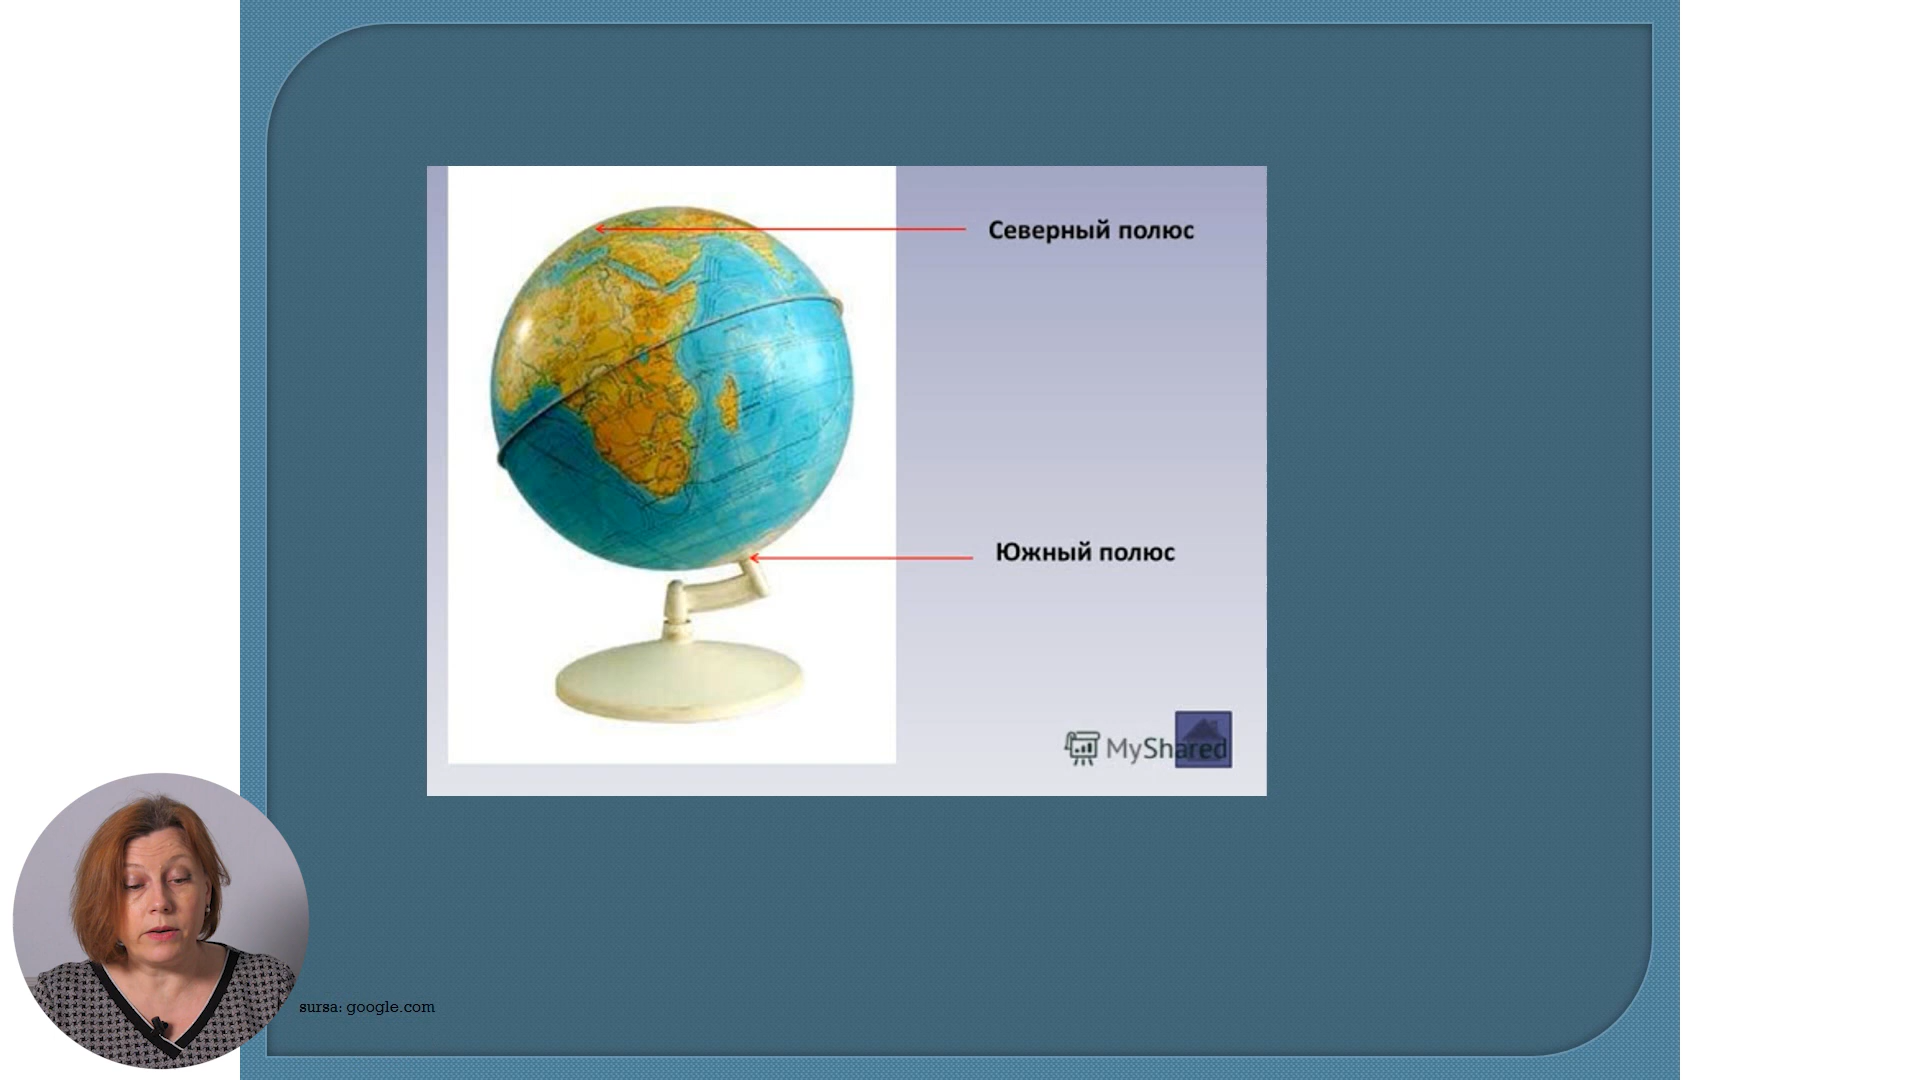 Северный полюс
Южный полюс
MyShared
sursa: google.com